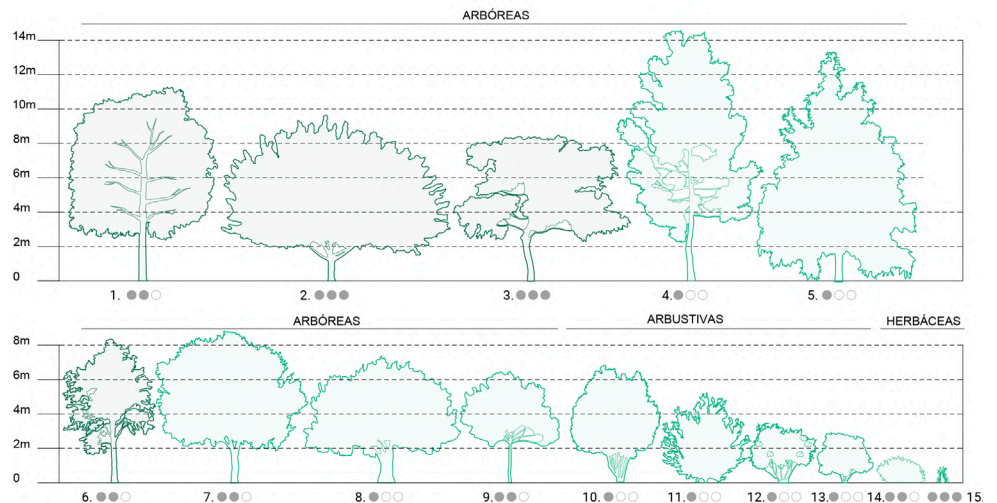 ARBÓREAS
14m
12m
10m
8m
6m
4m
2m
0
1. ●●○ 2. ●●● 3. ●●● 4. ●○○ 5. ●○○
ARBÓREAS ARBUSTIVAS HERBÁCEAS
8m
6m
4m
2m
0
6. ●●○ 7. ●●○ 8. ●○○ 9. ●●○ 10. ●○○ 11. ●○○ 12. ●○○ 13. ●○○ 14. ●●● ●●● 15.